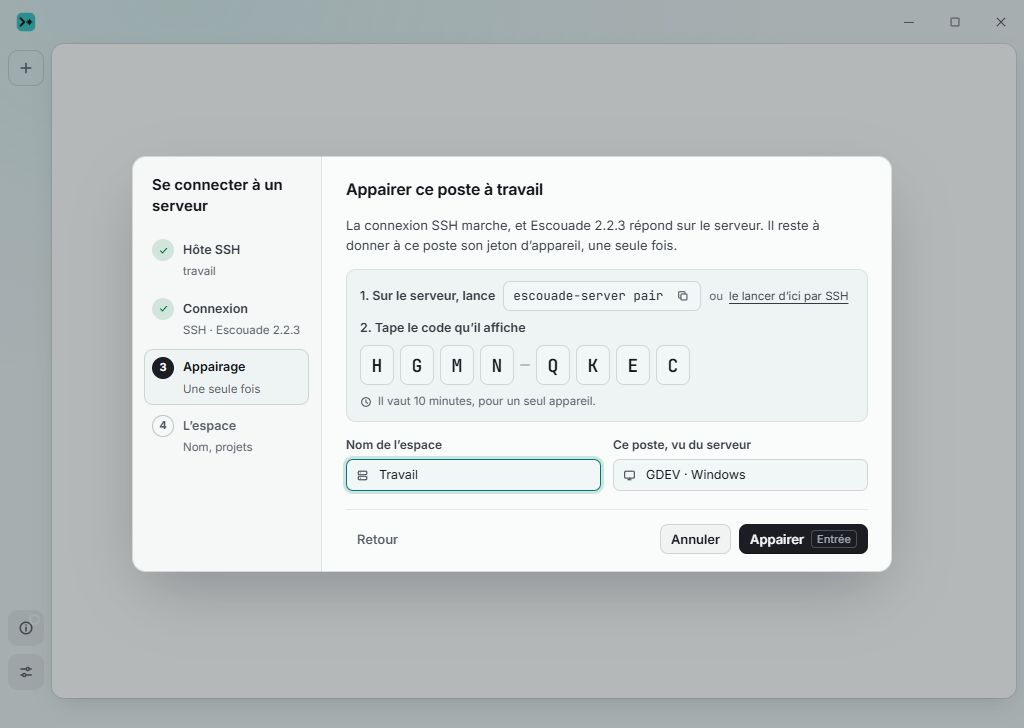 Se connecter à un
serveur
Hôte SSH
travail
Connexion
SSH · Escouade 2.2.3
3 Appairage
Une seule fois
4 L’espace
Nom, projets
Appairer ce poste à travail
La connexion SSH marche, et Escouade 2.2.3 répond sur le serveur. Il reste à
donner à ce poste son jeton d’appareil, une seule fois.
1. Sur le serveur, lance escouade-server pair ou le lancer d’ici par SSH
2. Tape le code qu’il affiche
H G M N – Q K E C
Il vaut 10 minutes, pour un seul appareil.
Nom de l’espace
Travail
Ce poste, vu du serveur
GDEV · Windows
Retour
Annuler
Appairer Entrée